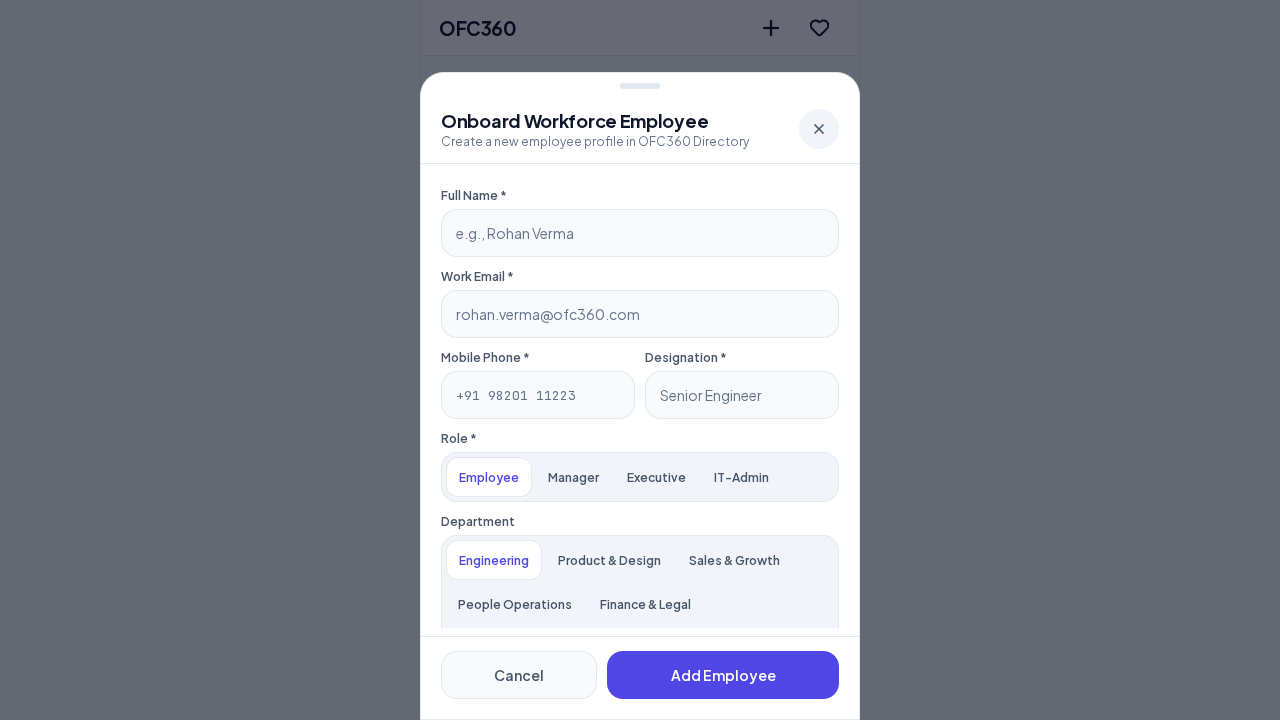 OFC360
Onboard Workforce Employee
Create a new employee profile in OFC360 Directory
Full Name *
e.g., Rohan Verma
Work Email *
rohan.verma@ofc360.com
Mobile Phone * Designation *
+91 98201 11223 Senior Engineer
Role *
Employee Manager Executive IT-Admin
Department
Engineering Product & Design Sales & Growth
People Operations Finance & Legal
Cancel Add Employee